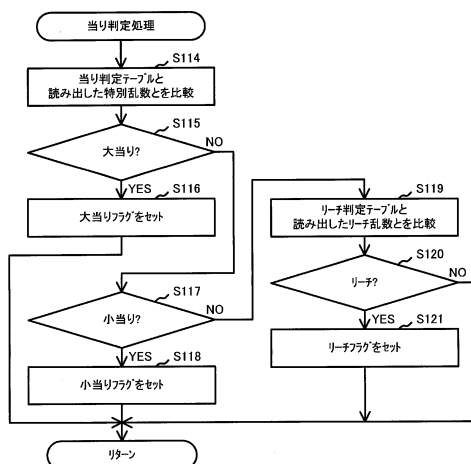 当り判定処理
S114
当り判定テーブルと
読み出した特別乱数とを比較
S115
大当り?
NO
YES
S116
大当りフラグをセット
S117
小当り?
NO
YES
S118
小当りフラグをセット
S119
リーチ判定テーブルと
読み出したリーチ乱数とを比較
S120
リーチ?
NO
YES
S121
リーチフラグをセット
リターン